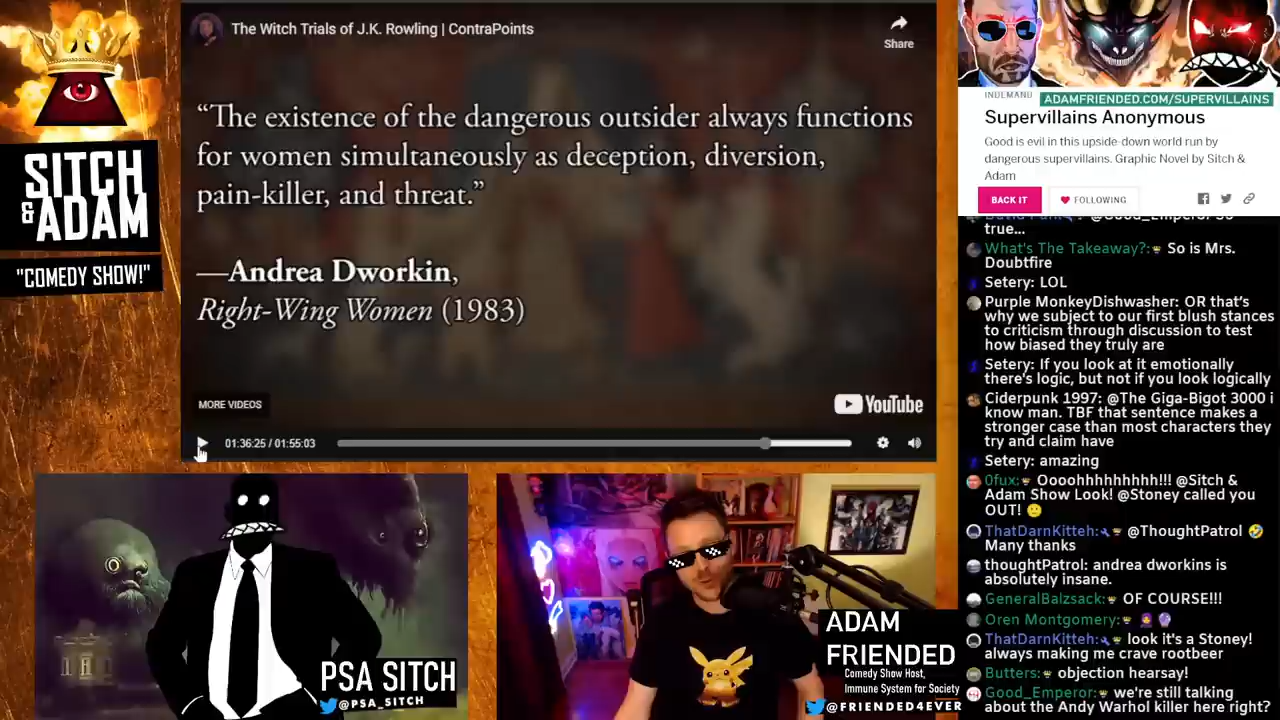 The Witch Trials of J.K. Rowling | ContraPoints
Share
“The existence of the dangerous outsider always functions
for women simultaneously as deception, diversion,
pain-killer, and threat.”
—Andrea Dworkin,
Right-Wing Women (1983)
MORE VIDEOS
YouTube
01:36:25 / 01:55:03
SITCH
& ADAM
"COMEDY SHOW!"
PSA SITCH
@PSA_SITCH
ADAM
FRIENDED
Comedy Show Host,
Immune System for Society
@FRIENDED4EVER
INDEMAND
ADAMFRIENDED.COM/SUPERVILLAINS
Supervillains Anonymous
Good is evil in this upside-down world run by
dangerous supervillains. Graphic Novel by Sitch &
Adam
BACK IT
FOLLOWING
@Good_Emperor So
true...
What's The Takeaway?: So is Mrs.
Doubtfire
Setery: LOL
Purple MonkeyDishwasher: OR that's
why we subject to our first blush stances
to criticism through discussion to test
how biased they truly are
Setery: If you look at it emotionally
there's logic, but not if you look logically
Ciderpunk 1997: @The Giga-Bigot 3000 i
know man. TBF that sentence makes a
stronger case than most characters they
try and claim have
Setery: amazing
0fux: Ooohhhhhhhhh!!! @Sitch &
Adam Show Look! @Stoney called you
OUT! 🙂
ThatDarnKitteh: @ThoughtPatrol 🤣
Many thanks
thoughtPatrol: andrea dworkins is
absolutely insane.
GeneralBalzsack: OF COURSE!!!
Oren Montgomery: 🧕 🔮
ThatDarnKitteh: look it's a Stoney!
always making me crave rootbeer
Butters: objection hearsay!
Good_Emperor: we're still talking
about the Andy Warhol killer here right?